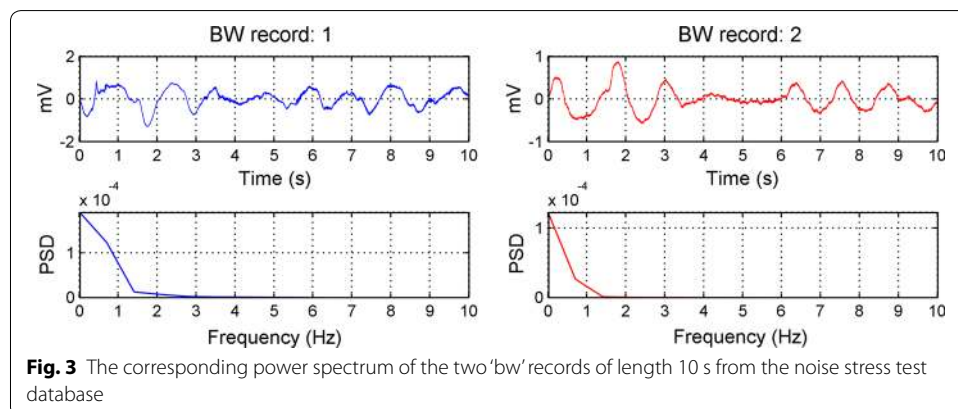 BW record: 1
2
0
-2
mV
0 1 2 3 4 5 6 7 8 9 10
Time (s)
x 10^-4
1
0
PSD
0 1 2 3 4 5 6 7 8 9 10
Frequency (Hz)
BW record: 2
1
0
-1
mV
0 1 2 3 4 5 6 7 8 9 10
Time (s)
x 10^-4
1
0
PSD
0 1 2 3 4 5 6 7 8 9 10
Frequency (Hz)
Fig. 3 The corresponding power spectrum of the two 'bw' records of length 10 s from the noise stress test
database